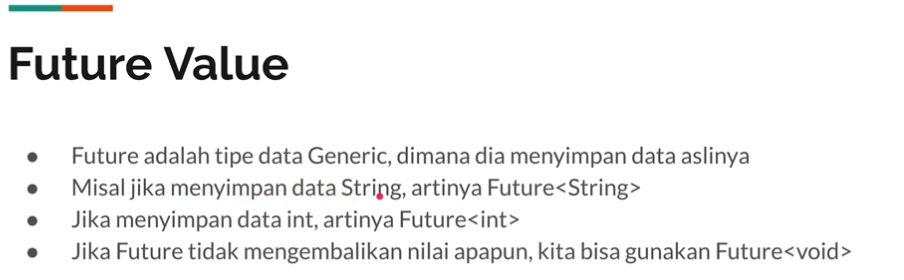 Future Value
● Future adalah tipe data Generic, dimana dia menyimpan data aslinya
● Misal jika menyimpan data String, artinya Future<String>
● Jika menyimpan data int, artinya Future<int>
● Jika Future tidak mengembalikan nilai apapun, kita bisa gunakan Future<void>